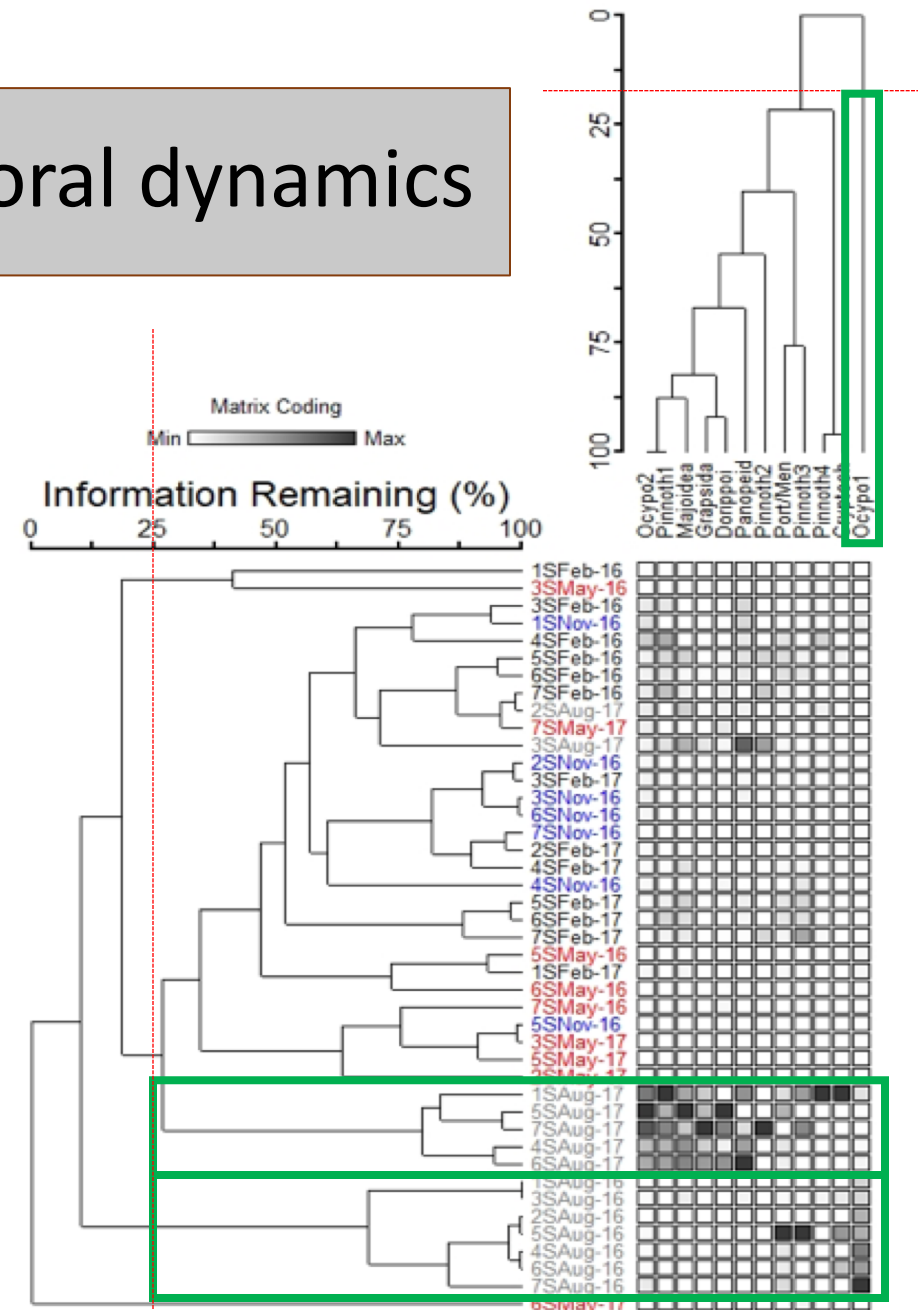 oral dynamics
0
25
50
75
100
Matrix Coding
Min Max
Information Remaining (%)
0 25 50 75 100
Ocypo2
Pinnoth1
Majoidea
Grapsida
Donppoi
Panopeid
Pinnoth2
Port/Men
Pinnoth3
Pinnoth4
Ocypo1
1SFeb-16
3SMay-16
3SFeb-16
1SNov-16
4SFeb-16
5SFeb-16
6SFeb-16
7SFeb-16
2SAug-17
7SMay-17
3SAug-17
2SNov-16
3SFeb-17
3SNov-16
6SNov-16
7SNov-16
2SFeb-17
4SFeb-17
4SNov-16
5SFeb-17
6SFeb-17
7SFeb-17
5SMay-16
1SFeb-17
6SMay-16
7SMay-16
5SNov-16
3SMay-17
5SMay-17
2SMay-17
1SAug-17
5SAug-17
7SAug-17
4SAug-17
6SAug-17
1SAug-16
3SAug-16
2SAug-16
5SAug-16
4SAug-16
6SAug-16
7SAug-16
6SMay-17